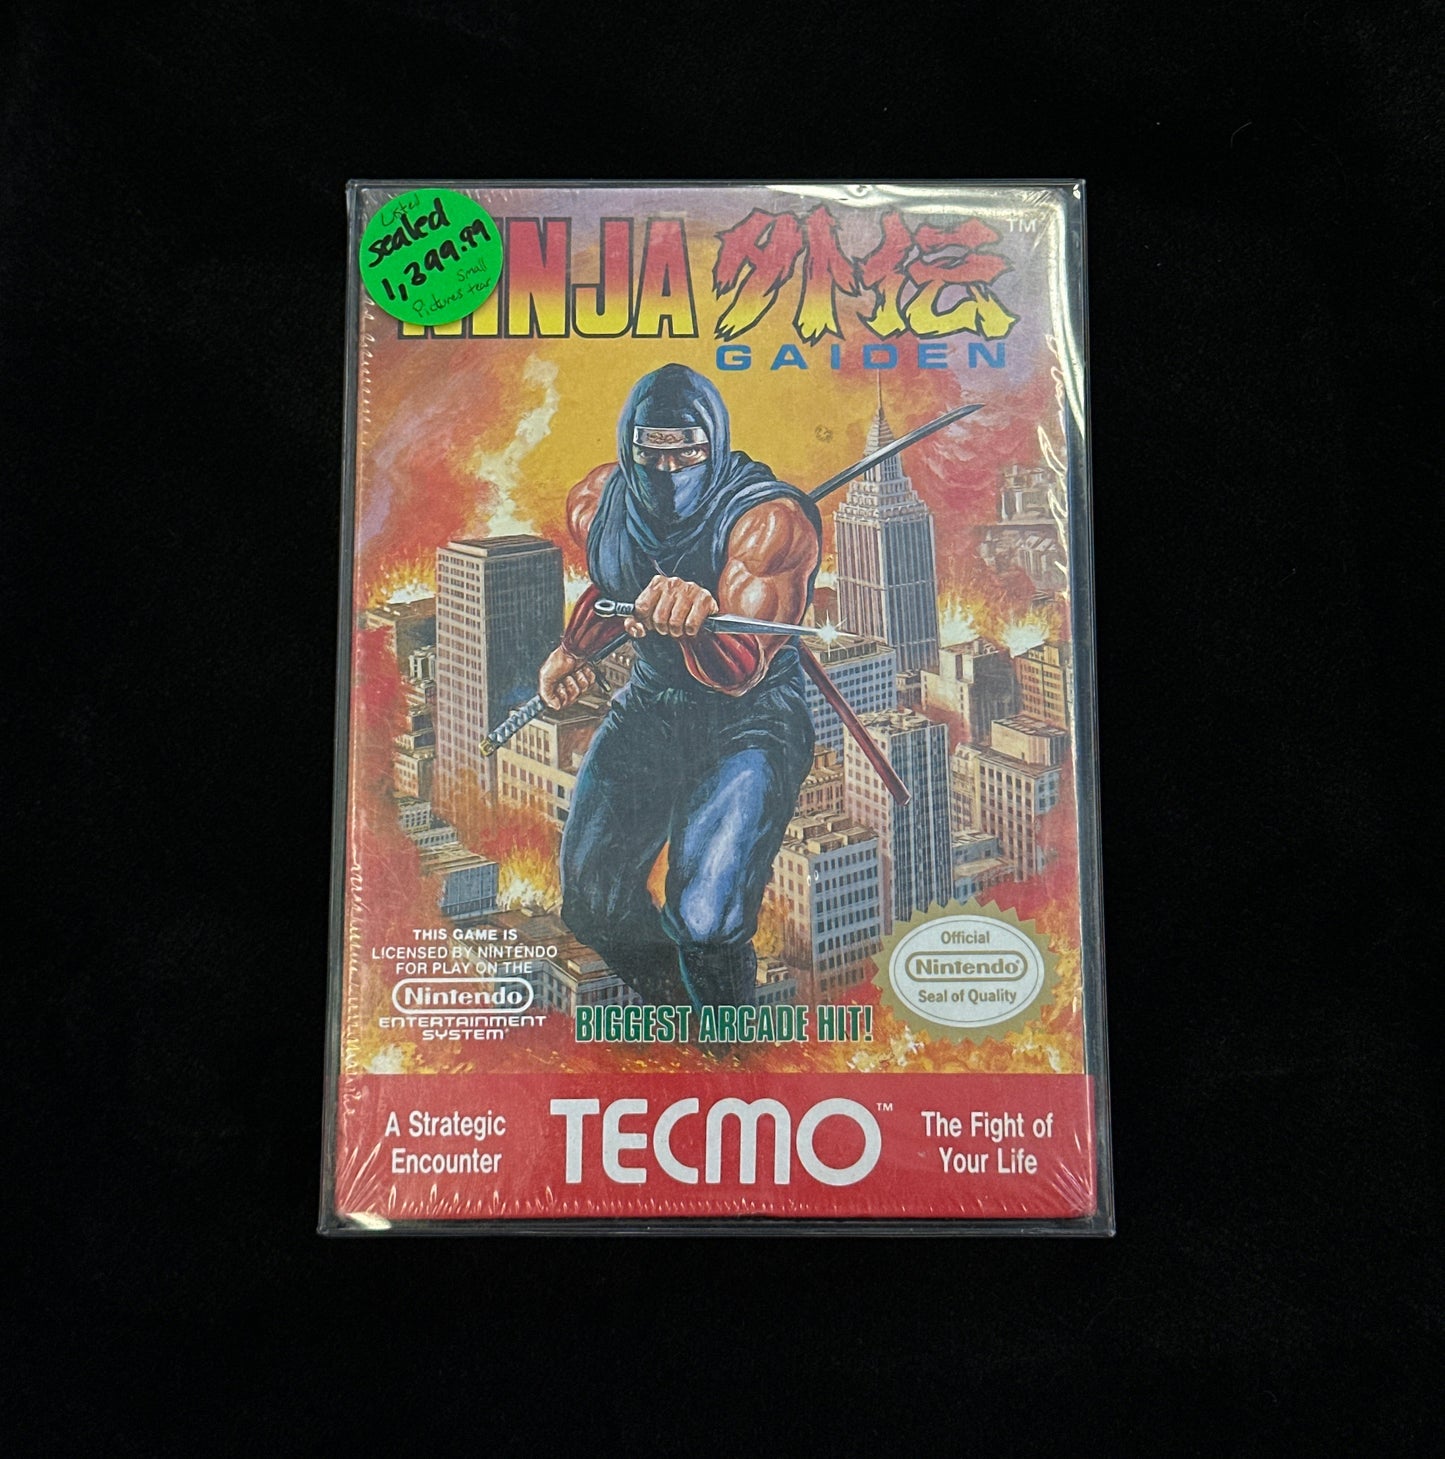 Listed
sealed
1,399.99
Small
Pictures tear
NINJA 外伝 ™
GAIDEN
THIS GAME IS
LICENSED BY NINTENDO
FOR PLAY ON THE
Nintendo®
ENTERTAINMENT
SYSTEM®
BIGGEST ARCADE HIT!
Official
Nintendo®
Seal of Quality
A Strategic
Encounter
TECMO™
The Fight of
Your Life